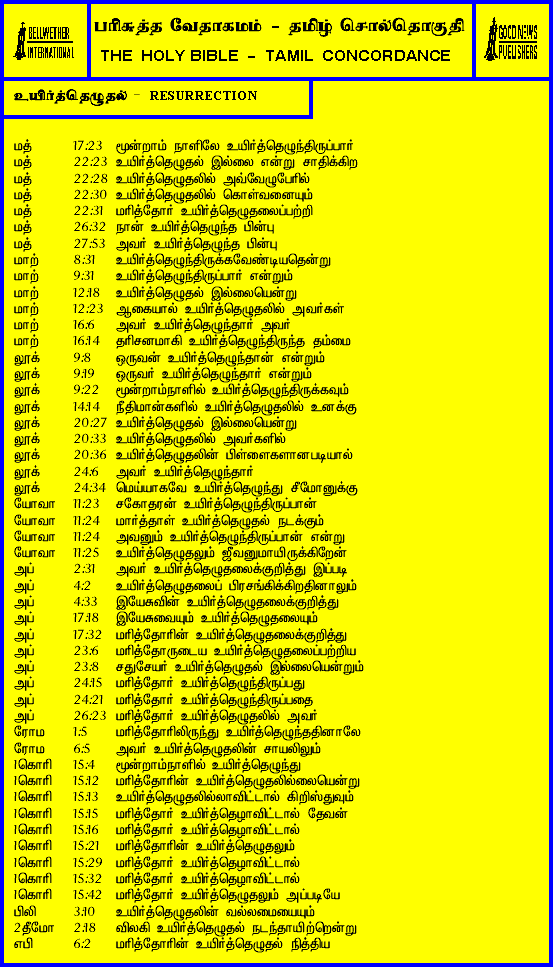 BELLWETHER
INTERNATIONAL
பரிசுத்த வேதாகமம் - தமிழ் சொல்தொகுதி
THE HOLY BIBLE - TAMIL CONCORDANCE
GOOD NEWS
PUBLISHERS
உயிர்த்தெழுதல் - RESURRECTION
மத் 17:23 மூன்றாம் நாளிலே உயிர்த்தெழுந்திருப்பார்
மத் 22:23 உயிர்த்தெழுதல் இல்லை என்று சாதிக்கிற
மத் 22:28 உயிர்த்தெழுதலில் அவ்வேழுபேரில்
மத் 22:30 உயிர்த்தெழுதலில் கொள்வனையும்
மத் 22:31 மரித்தோர் உயிர்த்தெழுதலைப்பற்றி
மத் 26:32 நான் உயிர்த்தெழுந்த பின்பு
மத் 27:53 அவர் உயிர்த்தெழுந்த பின்பு
மாற் 8:31 உயிர்த்தெழுந்திருக்கவேண்டியதென்று
மாற் 9:31 உயிர்த்தெழுந்திருப்பார் என்றும்
மாற் 12:18 உயிர்த்தெழுதல் இல்லையென்று
மாற் 12:23 ஆகையால் உயிர்த்தெழுதலில் அவர்கள்
மாற் 16:6 அவர் உயிர்த்தெழுந்தார் அவர்
மாற் 16:14 தரிசனமாகி உயிர்த்தெழுந்திருந்த தம்மை
லூக் 9:8 ஒருவன் உயிர்த்தெழுந்தான் என்றும்
லூக் 9:19 ஒருவர் உயிர்த்தெழுந்தார் என்றும்
லூக் 9:22 மூன்றாம்நாளில் உயிர்த்தெழுந்திருக்கவும்
லூக் 14:14 நீதிமான்களில் உயிர்த்தெழுதலில் உனக்கு
லூக் 20:27 உயிர்த்தெழுதல் இல்லையென்று
லூக் 20:33 உயிர்த்தெழுதலில் அவர்களில்
லூக் 20:36 உயிர்த்தெழுதலின் பிள்ளைகளானபடியால்
லூக் 24:6 அவர் உயிர்த்தெழுந்தார்
லூக் 24:34 மெய்யாகவே உயிர்த்தெழுந்து சீமோனுக்கு
யோவா 11:23 சகோதரன் உயிர்த்தெழுந்திருப்பான்
யோவா 11:24 மார்த்தாள் உயிர்த்தெழுதல் நடக்கும்
யோவா 11:24 அவனும் உயிர்த்தெழுந்திருப்பான் என்று
யோவா 11:25 உயிர்த்தெழுதலும் ஜீவனுமாயிருக்கிறேன்
அப் 2:31 அவர் உயிர்த்தெழுதலைக்குறித்து இப்படி
அப் 4:2 உயிர்த்தெழுதலைப் பிரசங்கிக்கிறதினாலும்
அப் 4:33 இயேசுவின் உயிர்த்தெழுதலைக்குறித்து
அப் 17:18 இயேசுவையும் உயிர்த்தெழுதலையும்
அப் 17:32 மரித்தோரின் உயிர்த்தெழுதலைக்குறித்து
அப் 23:6 மரித்தோருடைய உயிர்த்தெழுதலைப்பற்றிய
அப் 23:8 சதுசேயர் உயிர்த்தெழுதல் இல்லையென்றும்
அப் 24:15 மரித்தோர் உயிர்த்தெழுந்திருப்பது
அப் 24:21 மரித்தோர் உயிர்த்தெழுந்திருப்பதை
அப் 26:23 மரித்தோர் உயிர்த்தெழுதலில் அவர்
ரோம 1:5 மரித்தோரிலிருந்து உயிர்த்தெழுந்ததினாலே
ரோம 6:5 அவர் உயிர்த்தெழுதலின் சாயலிலும்
1கொரி 15:4 மூன்றாம்நாளில் உயிர்த்தெழுந்து
1கொரி 15:12 மரித்தோரின் உயிர்த்தெழுதலில்லையென்று
1கொரி 15:13 உயிர்த்தெழுதலில்லாவிட்டால் கிறிஸ்துவும்
1கொரி 15:15 மரித்தோர் உயிர்த்தெழாவிட்டால் தேவன்
1கொரி 15:16 மரித்தோர் உயிர்த்தெழாவிட்டால்
1கொரி 15:21 மரித்தோரின் உயிர்த்தெழுதலும்
1கொரி 15:29 மரித்தோர் உயிர்த்தெழாவிட்டால்
1கொரி 15:32 மரித்தோர் உயிர்த்தெழாவிட்டால்
1கொரி 15:42 மரித்தோர் உயிர்த்தெழுதலும் அப்படியே
பிலி 3:10 உயிர்த்தெழுதலின் வல்லமையையும்
2தீமோ 2:18 விலகி உயிர்த்தெழுதல் நடந்தாயிற்றென்று
எபி 6:2 மரித்தோரின் உயிர்த்தெழுதல் நித்திய